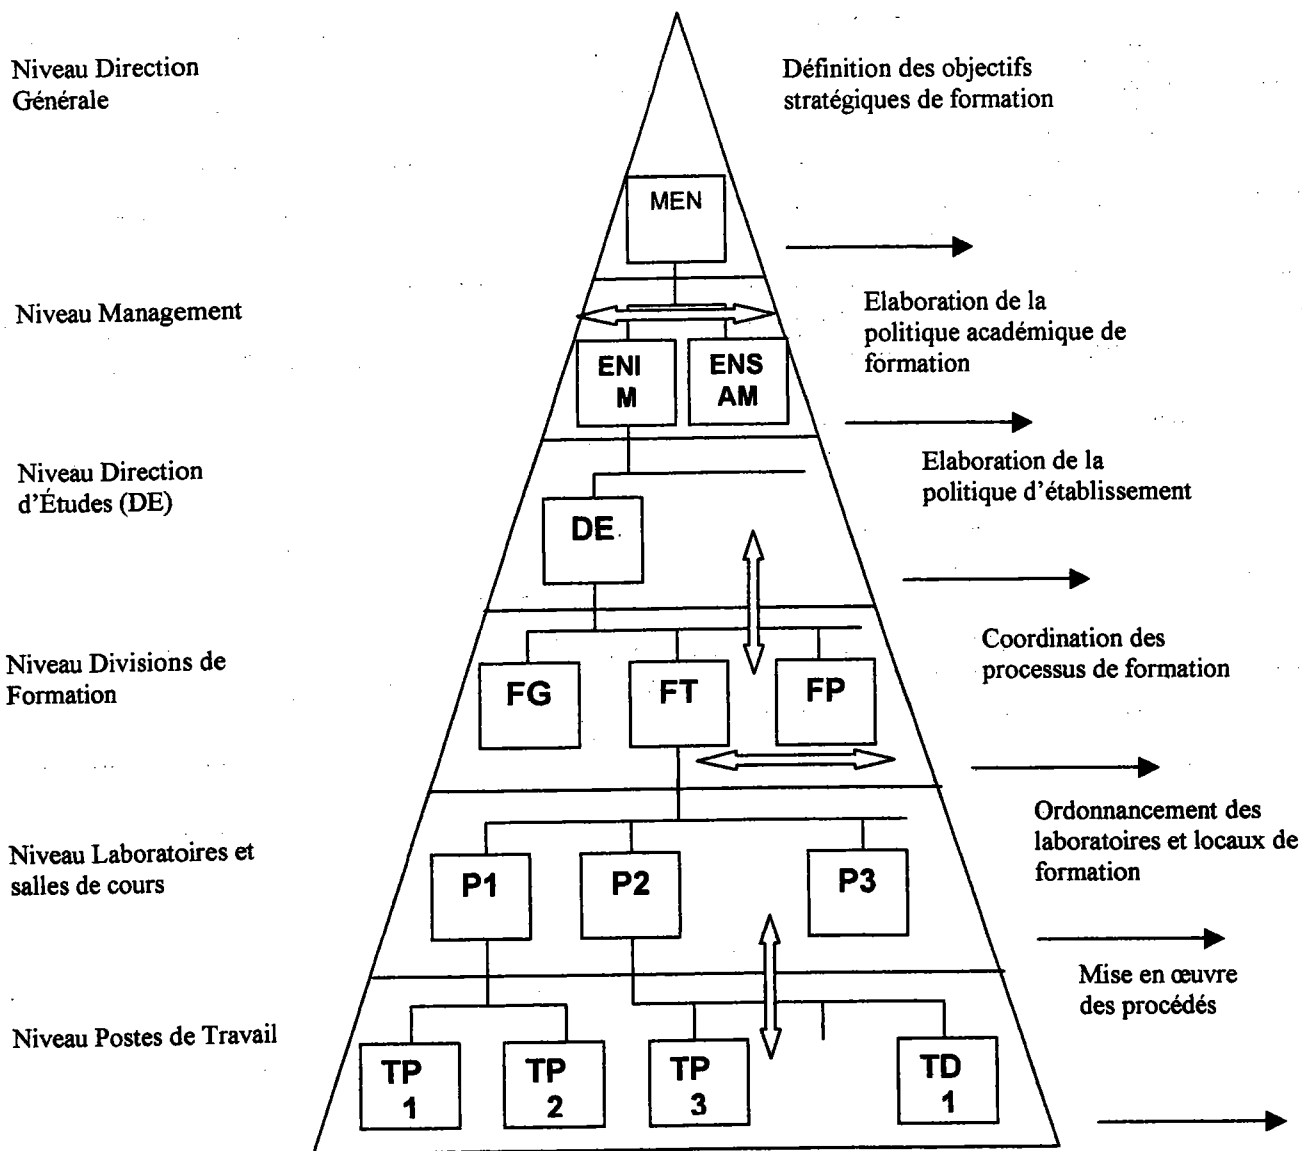 Niveau Direction
Générale
Définition des objectifs
stratégiques de formation
MEN
Niveau Management
Elaboration de la
politique académique de
formation
ENI
M
ENS
AM
Niveau Direction
d'Études (DE)
Elaboration de la
politique d'établissement
DE
Niveau Divisions de
Formation
Coordination des
processus de formation
FG
FT
FP
Niveau Laboratoires et
salles de cours
Ordonnancement des
laboratoires et locaux de
formation
P1
P2
P3
Niveau Postes de Travail
Mise en œuvre
des procédés
TP
1
TP
2
TP
3
TD
1